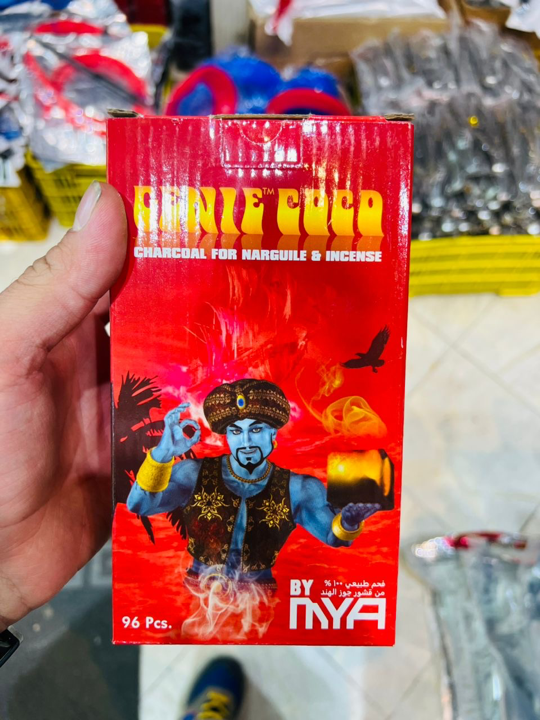 GENIE™ COCO
CHARCOAL FOR NARGUILE & INCENSE
فحم طبيعي ١٠٠ %
من قشور جوز الهند
BY
MYA
96 Pcs.